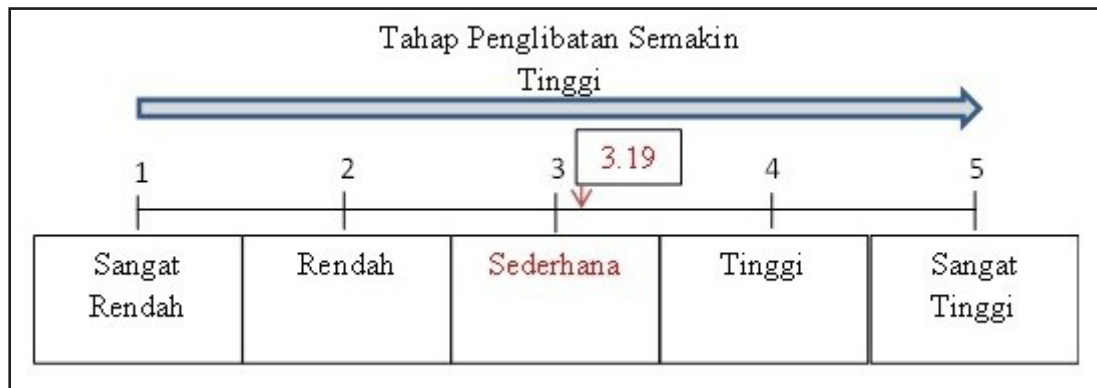 Tahap Penglibatan Semakin
Tinggi
1
2
3
3.19
4
5
Sangat
Rendah
Rendah
Sederhana
Tinggi
Sangat
Tinggi